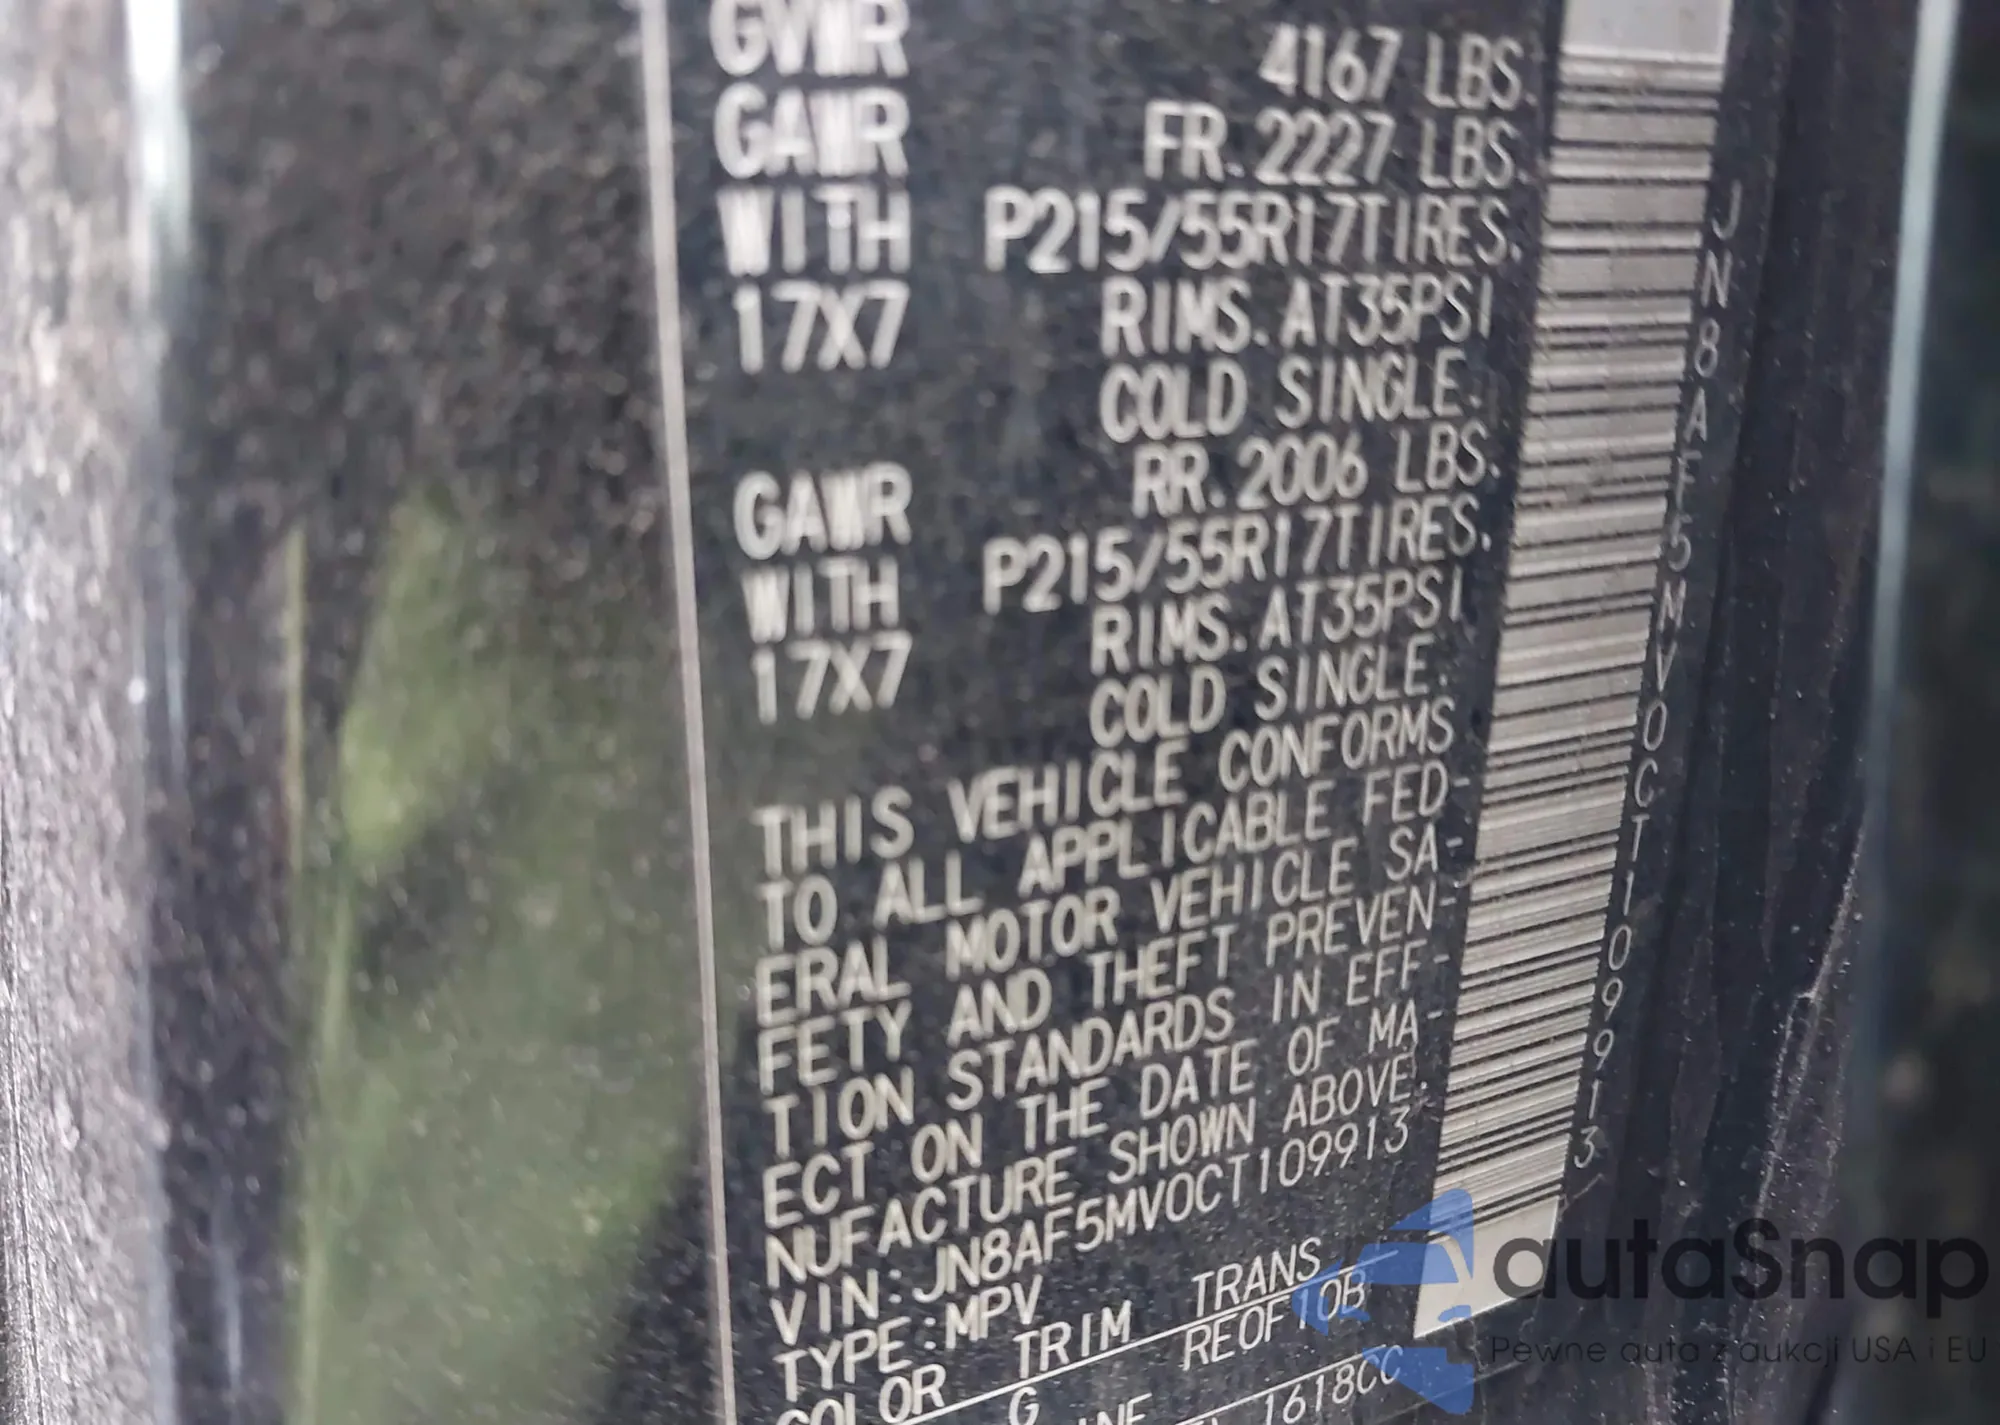 GVWR 4167 LBS.
GAWR FR. 2227 LBS.
WITH P215/55R17TIRES.
17X7 RIMS. AT35PSI
COLD SINGLE.
GAWR RR. 2006 LBS.
WITH P215/55R17TIRES.
17X7 RIMS. AT35PSI
COLD SINGLE.
THIS VEHICLE CONFORMS
TO ALL APPLICABLE FED-
ERAL MOTOR VEHICLE SA-
FETY AND THEFT PREVEN-
TION STANDARDS IN EFF-
ECT ON THE DATE OF MA-
NUFACTURE SHOWN ABOVE.
VIN:JN8AF5MV0CT109913
TYPE:MPV
COLOR TRIM TRANS
G RE0F10B
1618CC
JN8AF5MV0CT109913
autaSnap
Pewne auta z aukcji USA i EU